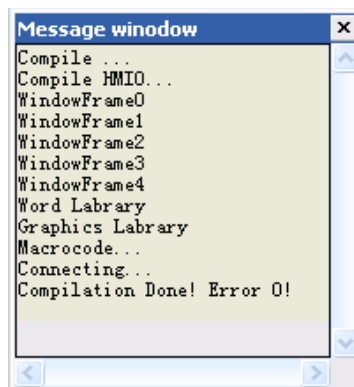 Message winodow
Compile ...
Compile HMI0...
WindowFrame0
WindowFrame1
WindowFrame2
WindowFrame3
WindowFrame4
Word Labrary
Graphics Labrary
Macrocode...
Connecting...
Compilation Done! Error 0!